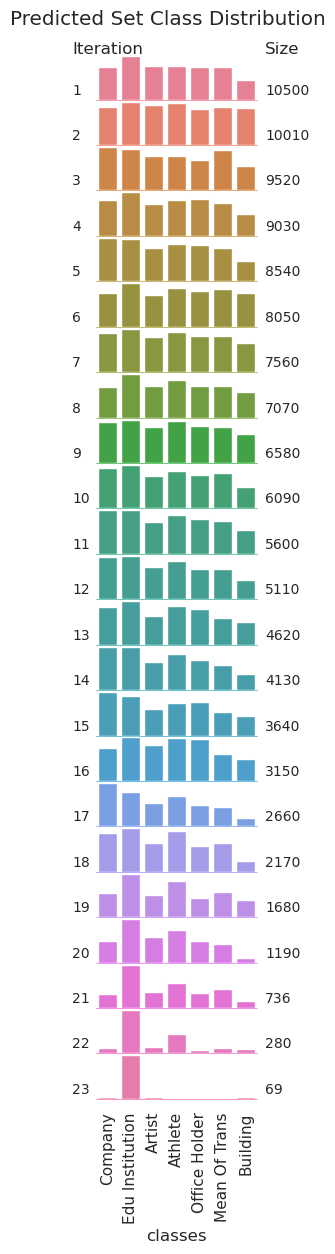 Predicted Set Class Distribution
Iteration Size
1 10500
2 10010
3 9520
4 9030
5 8540
6 8050
7 7560
8 7070
9 6580
10 6090
11 5600
12 5110
13 4620
14 4130
15 3640
16 3150
17 2660
18 2170
19 1680
20 1190
21 736
22 280
23 69
Company
Edu Institution
Artist
Athlete
Office Holder
Mean Of Trans
Building
classes